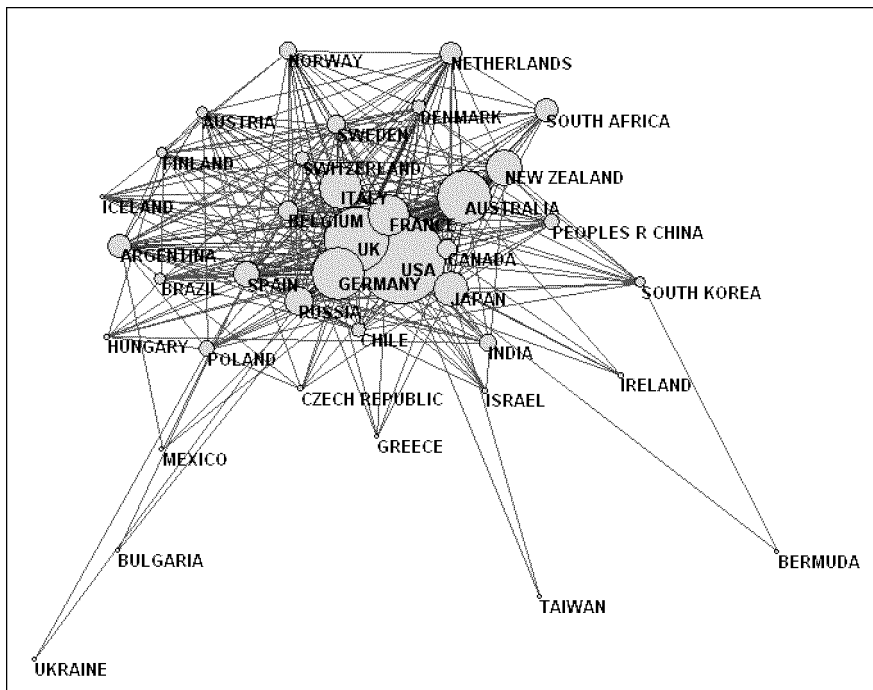 NORWAY
NETHERLANDS
AUSTRIA
SWEDEN
DENMARK
SOUTH AFRICA
FINLAND
SWITZERLAND
NEW ZEALAND
ICELAND
ITALY
BELGIUM
FRANCE
AUSTRALIA
PEOPLES R CHINA
ARGENTINA
UK
CANADA
BRAZIL
SPAIN
GERMANY
USA
SOUTH KOREA
RUSSIA
JAPAN
HUNGARY
POLAND
CHILE
INDIA
CZECH REPUBLIC
ISRAEL
IRELAND
GREECE
MEXICO
BULGARIA
BERMUDA
TAIWAN
UKRAINE